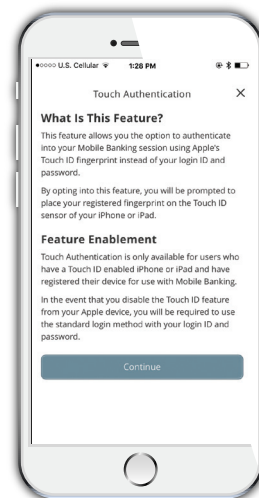 U.S. Cellular 1:28 PM
Touch Authentication ×
What Is This Feature?
This feature allows you the option to authenticate
into your Mobile Banking session using Apple's
Touch ID fingerprint instead of your login ID and
password.
By opting into this feature, you will be prompted to
place your registered fingerprint on the Touch ID
sensor of your iPhone or iPad.
Feature Enablement
Touch Authentication is only available for users who
have a Touch ID enabled iPhone or iPad and have
registered their device for use with Mobile Banking.
In the event that you disable the Touch ID feature
from your Apple device, you will be required to use
the standard login method with your login ID and
password.
Continue